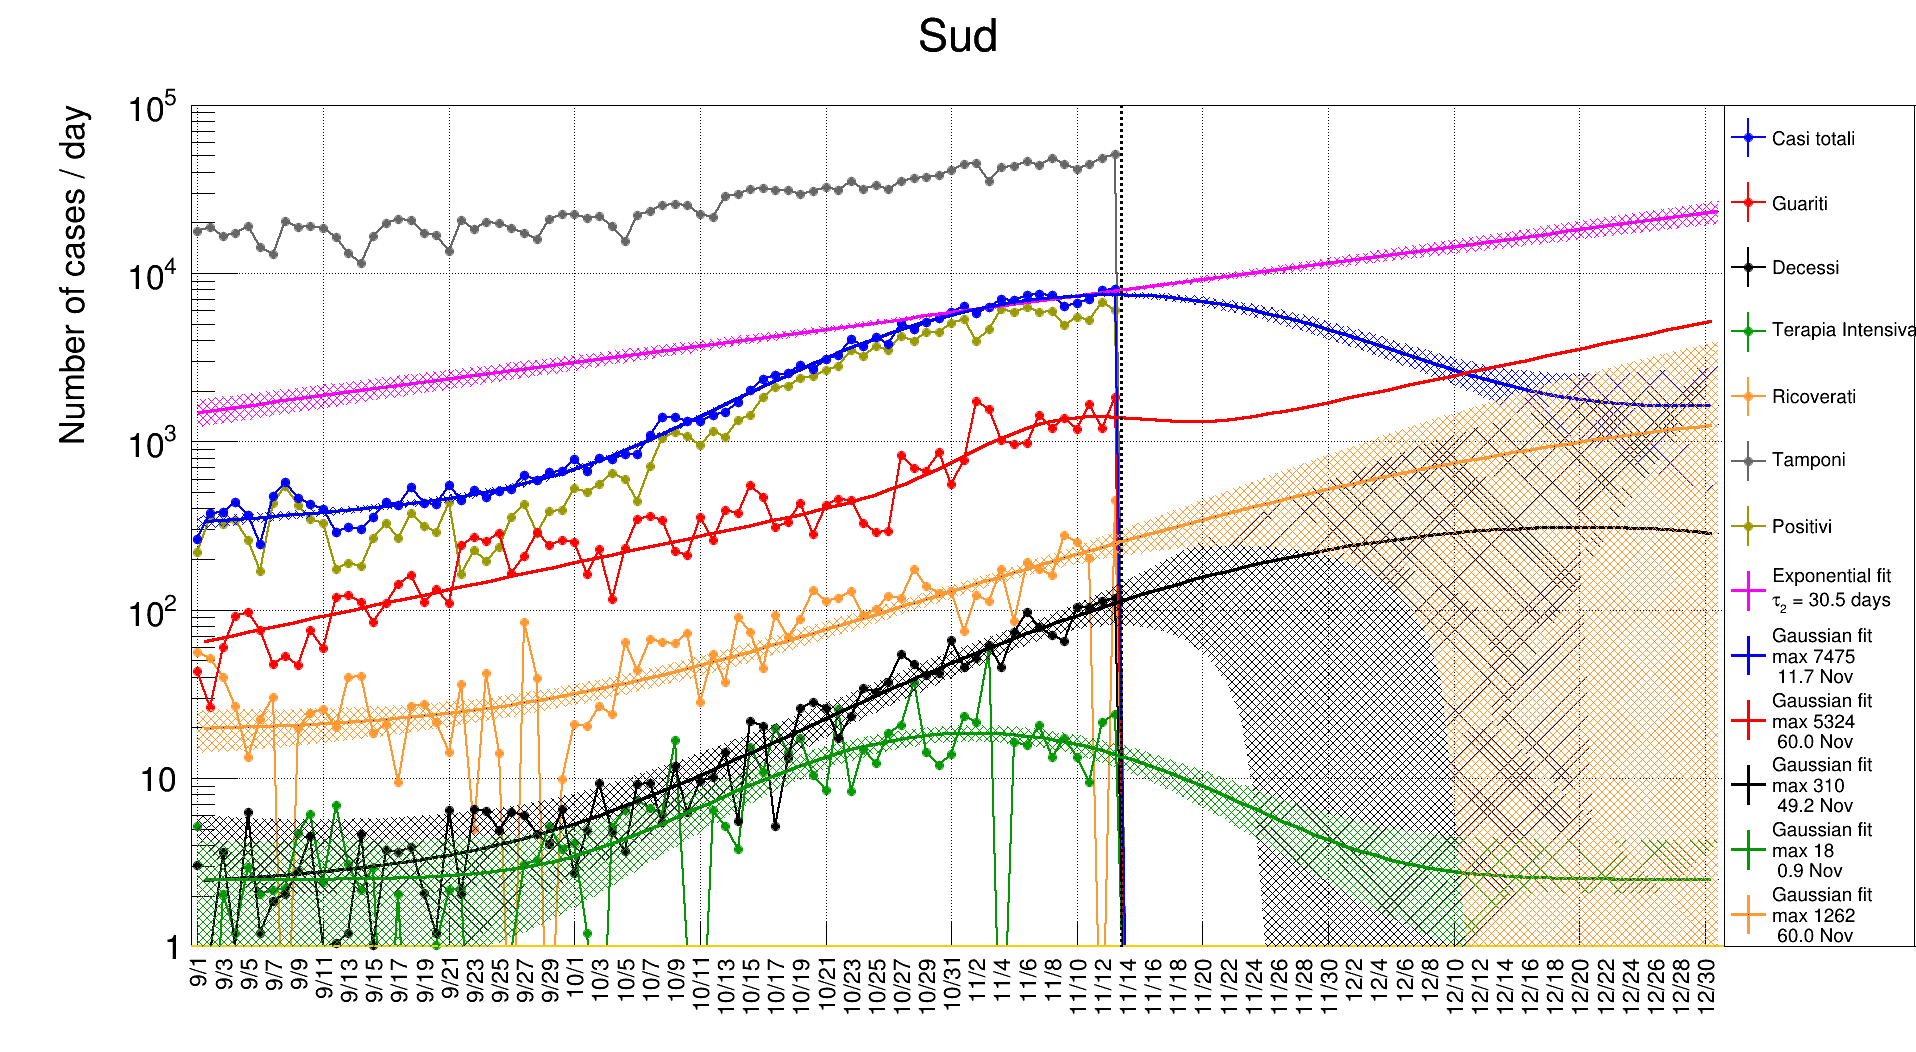 Sud
Number of cases / day
10^5
10^4
10^3
10^2
10
1
9/1
9/3
9/5
9/7
9/9
9/11
9/13
9/15
9/17
9/19
9/21
9/23
9/25
9/27
9/29
10/1
10/3
10/5
10/7
10/9
10/11
10/13
10/15
10/17
10/19
10/21
10/23
10/25
10/27
10/29
10/31
11/2
11/4
11/6
11/8
11/10
11/12
11/14
11/16
11/18
11/20
11/22
11/24
11/26
11/28
11/30
12/2
12/4
12/6
12/8
12/10
12/12
12/14
12/16
12/18
12/20
12/22
12/24
12/26
12/28
12/30
Casi totali
Guariti
Decessi
Terapia Intensiva
Ricoverati
Tamponi
Positivi
Exponential fit
τ2 = 30.5 days
Gaussian fit
max 7475
11.7 Nov
Gaussian fit
max 5324
60.0 Nov
Gaussian fit
max 310
49.2 Nov
Gaussian fit
max 18
0.9 Nov
Gaussian fit
max 1262
60.0 Nov